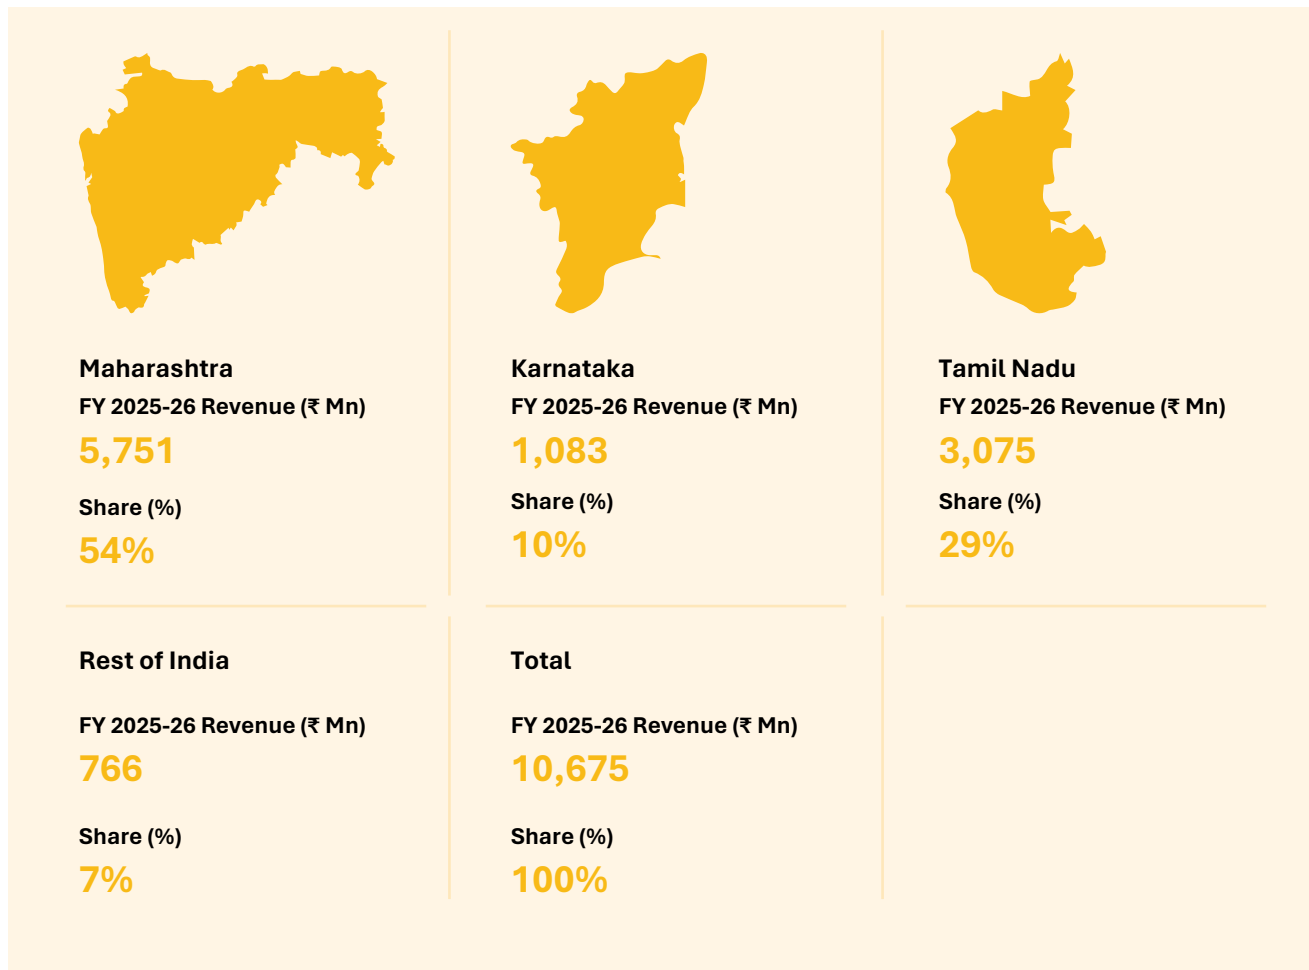 Maharashtra
FY 2025-26 Revenue (₹ Mn)
5,751
Share (%)
54%
Karnataka
FY 2025-26 Revenue (₹ Mn)
1,083
Share (%)
10%
Tamil Nadu
FY 2025-26 Revenue (₹ Mn)
3,075
Share (%)
29%
Rest of India
FY 2025-26 Revenue (₹ Mn)
766
Share (%)
7%
Total
FY 2025-26 Revenue (₹ Mn)
10,675
Share (%)
100%